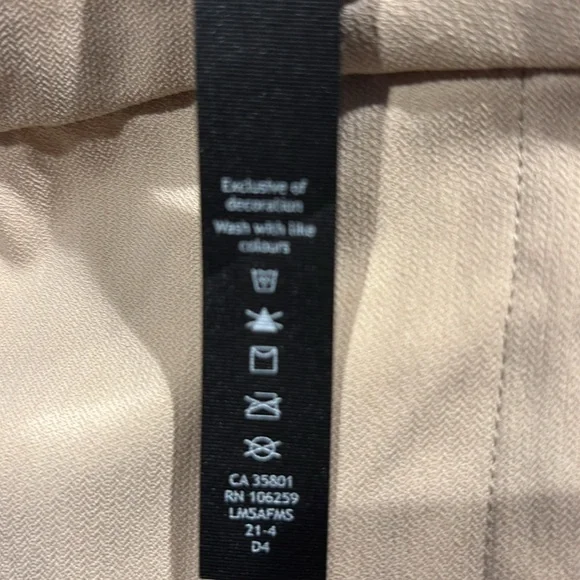 Exclusive of
decoration
Wash with like
colours
CA 35801
RN 106259
LMSAFMS
21-4
D4